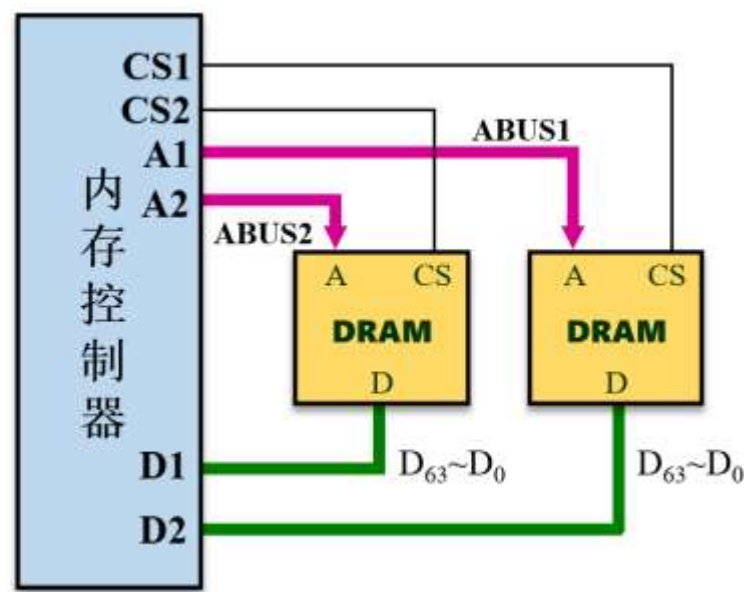 CS1
CS2
ABUS1
A1
A2
ABUS2
内存控制器
A CS
DRAM
D
A CS
DRAM
D
D1
D₆₃~D₀
D₆₃~D₀
D2